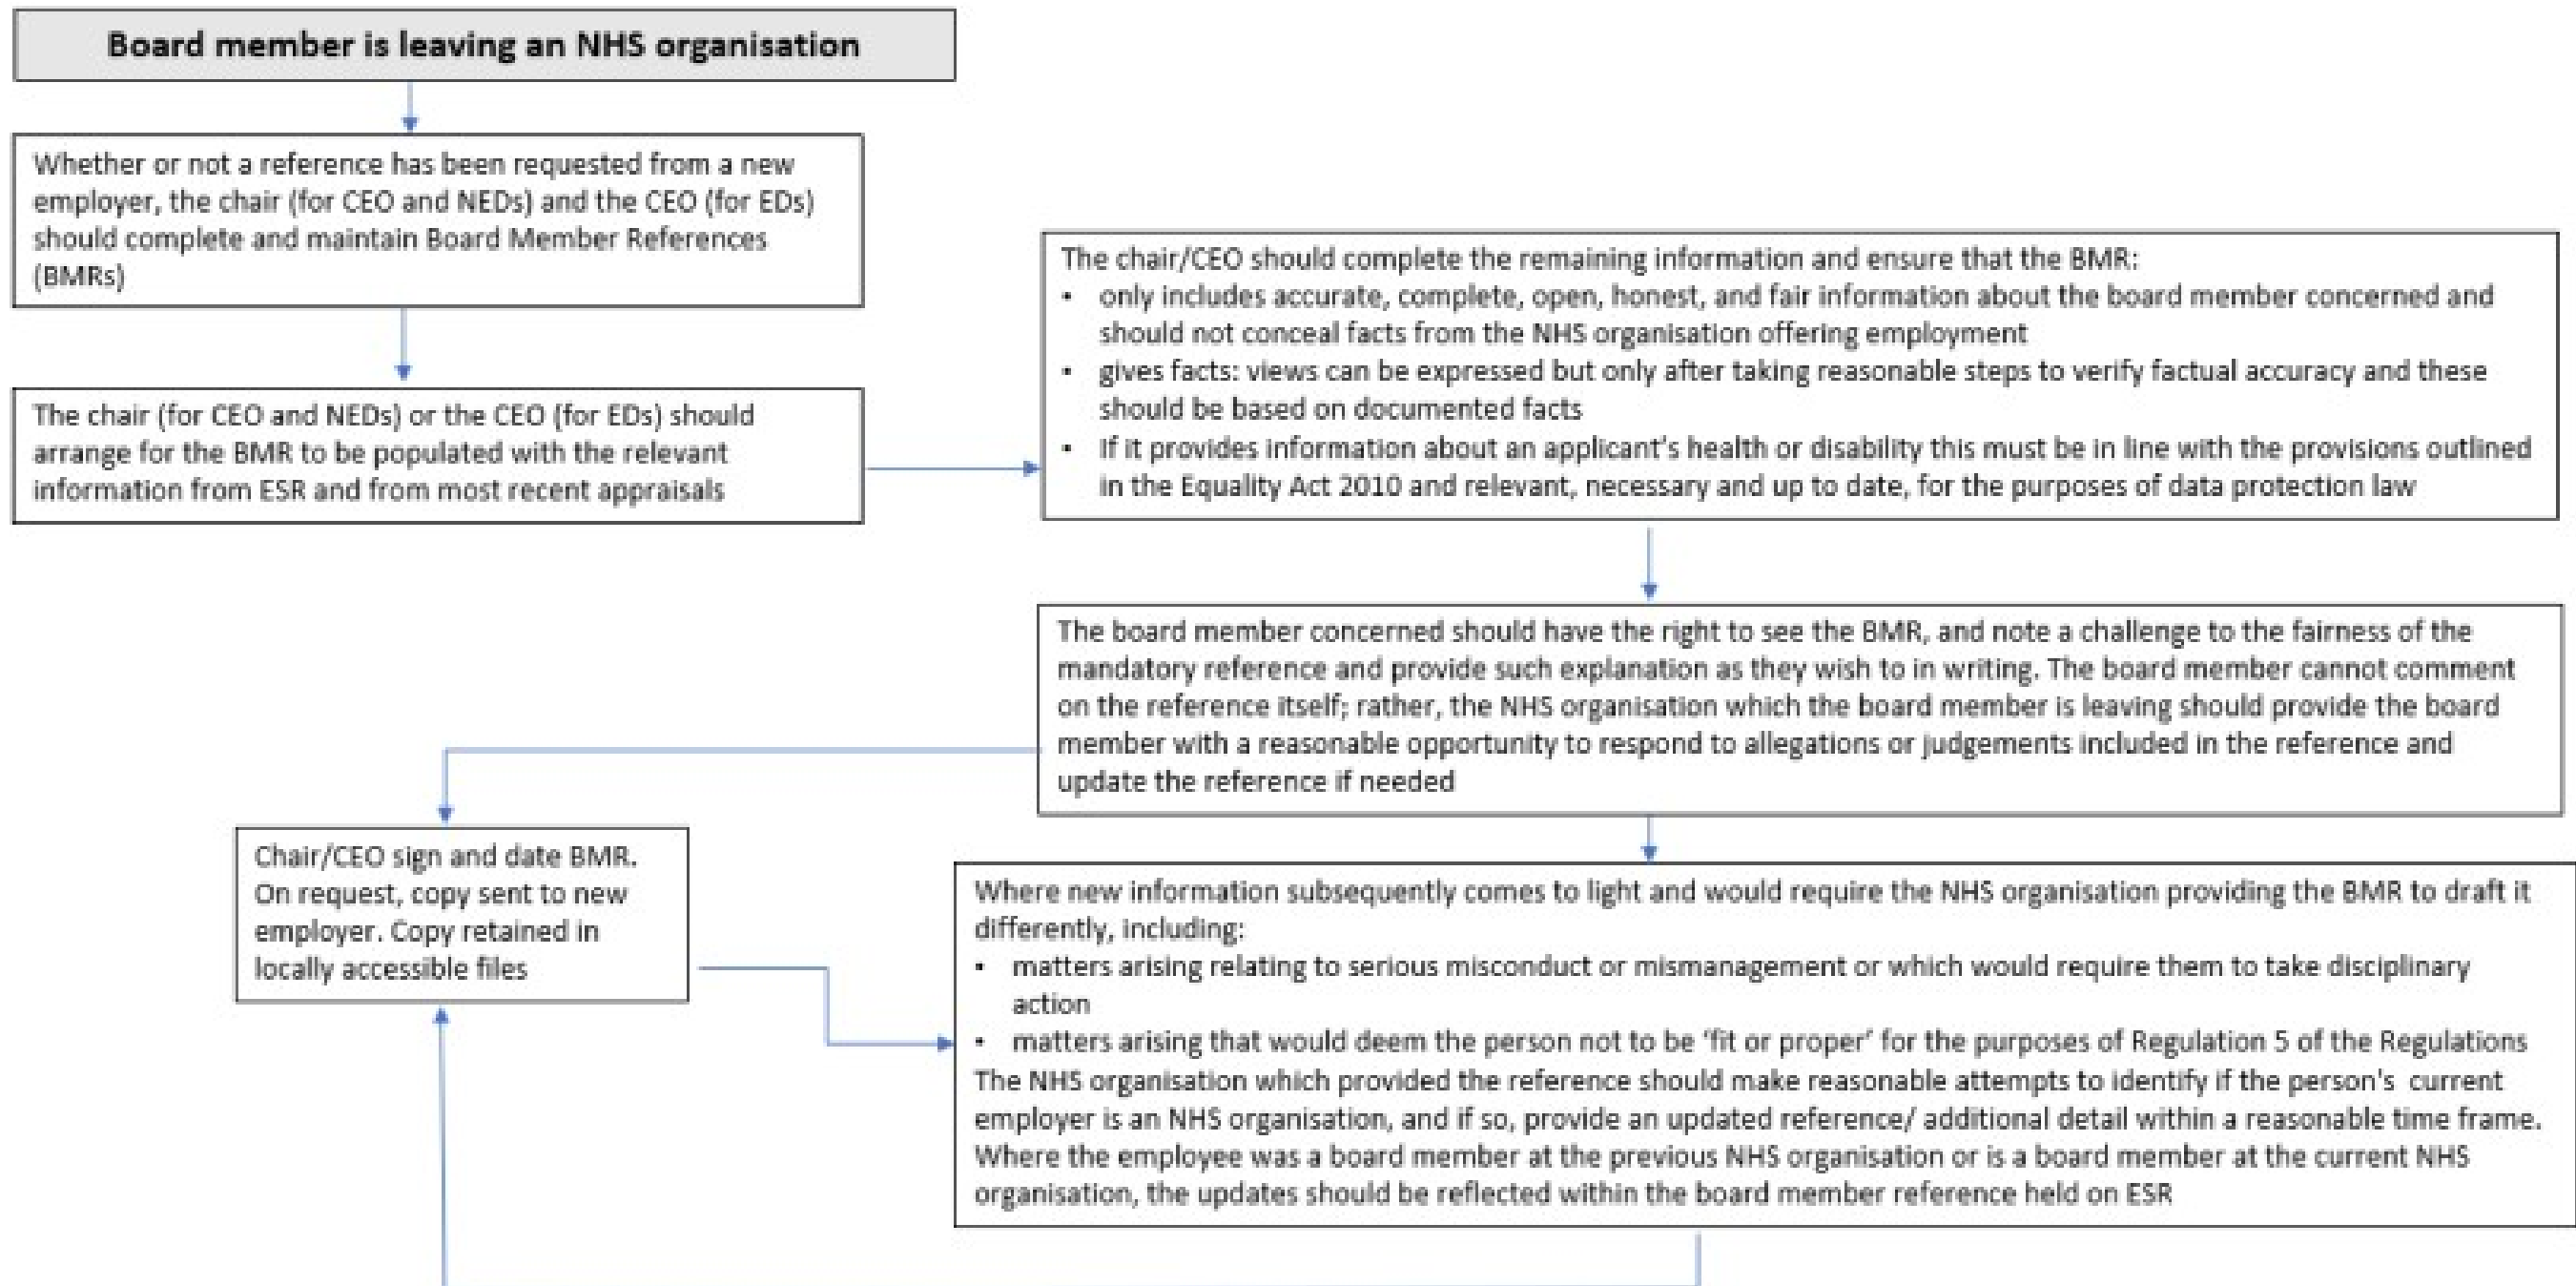 Board member is leaving an NHS organisation
Whether or not a reference has been requested from a new
employer, the chair (for CEO and NEDs) and the CEO (for EDs)
should complete and maintain Board Member References
(BMRs)
The chair (for CEO and NEDs) or the CEO (for EDs) should
arrange for the BMR to be populated with the relevant
information from ESR and from most recent appraisals
The chair/CEO should complete the remaining information and ensure that the BMR:
• only includes accurate, complete, open, honest, and fair information about the board member concerned and
should not conceal facts from the NHS organisation offering employment
• gives facts: views can be expressed but only after taking reasonable steps to verify factual accuracy and these
should be based on documented facts
• If it provides information about an applicant's health or disability this must be in line with the provisions outlined
in the Equality Act 2010 and relevant, necessary and up to date, for the purposes of data protection law
The board member concerned should have the right to see the BMR, and note a challenge to the fairness of the
mandatory reference and provide such explanation as they wish to in writing. The board member cannot comment
on the reference itself; rather, the NHS organisation which the board member is leaving should provide the board
member with a reasonable opportunity to respond to allegations or judgements included in the reference and
update the reference if needed
Chair/CEO sign and date BMR.
On request, copy sent to new
employer. Copy retained in
locally accessible files
Where new information subsequently comes to light and would require the NHS organisation providing the BMR to draft it
differently, including:
• matters arising relating to serious misconduct or mismanagement or which would require them to take disciplinary
action
• matters arising that would deem the person not to be 'fit or proper' for the purposes of Regulation 5 of the Regulations
The NHS organisation which provided the reference should make reasonable attempts to identify if the person's current
employer is an NHS organisation, and if so, provide an updated reference/ additional detail within a reasonable time frame.
Where the employee was a board member at the previous NHS organisation or is a board member at the current NHS
organisation, the updates should be reflected within the board member reference held on ESR